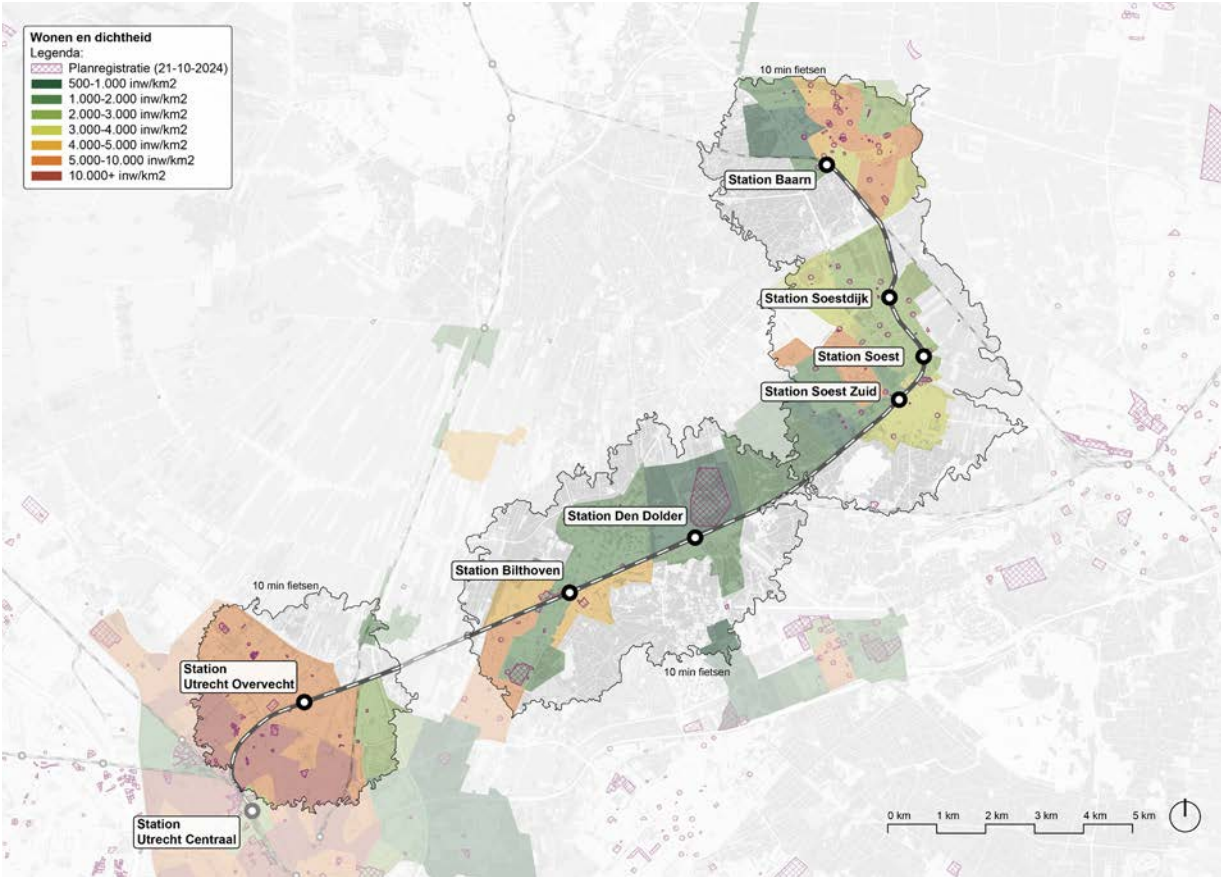 Wonen en dichtheid
Legenda:
Planregistratie (21-10-2024)
500-1.000 inw/km2
1.000-2.000 inw/km2
2.000-3.000 inw/km2
3.000-4.000 inw/km2
4.000-5.000 inw/km2
5.000-10.000 inw/km2
10.000+ inw/km2
10 min fietsen
Station Baarn
Station Soestdijk
Station Soest
Station Soest Zuid
Station Den Dolder
Station Bilthoven
10 min fietsen
10 min fietsen
Station
Utrecht Overvecht
Station
Utrecht Centraal
0 km 1 km 2 km 3 km 4 km 5 km